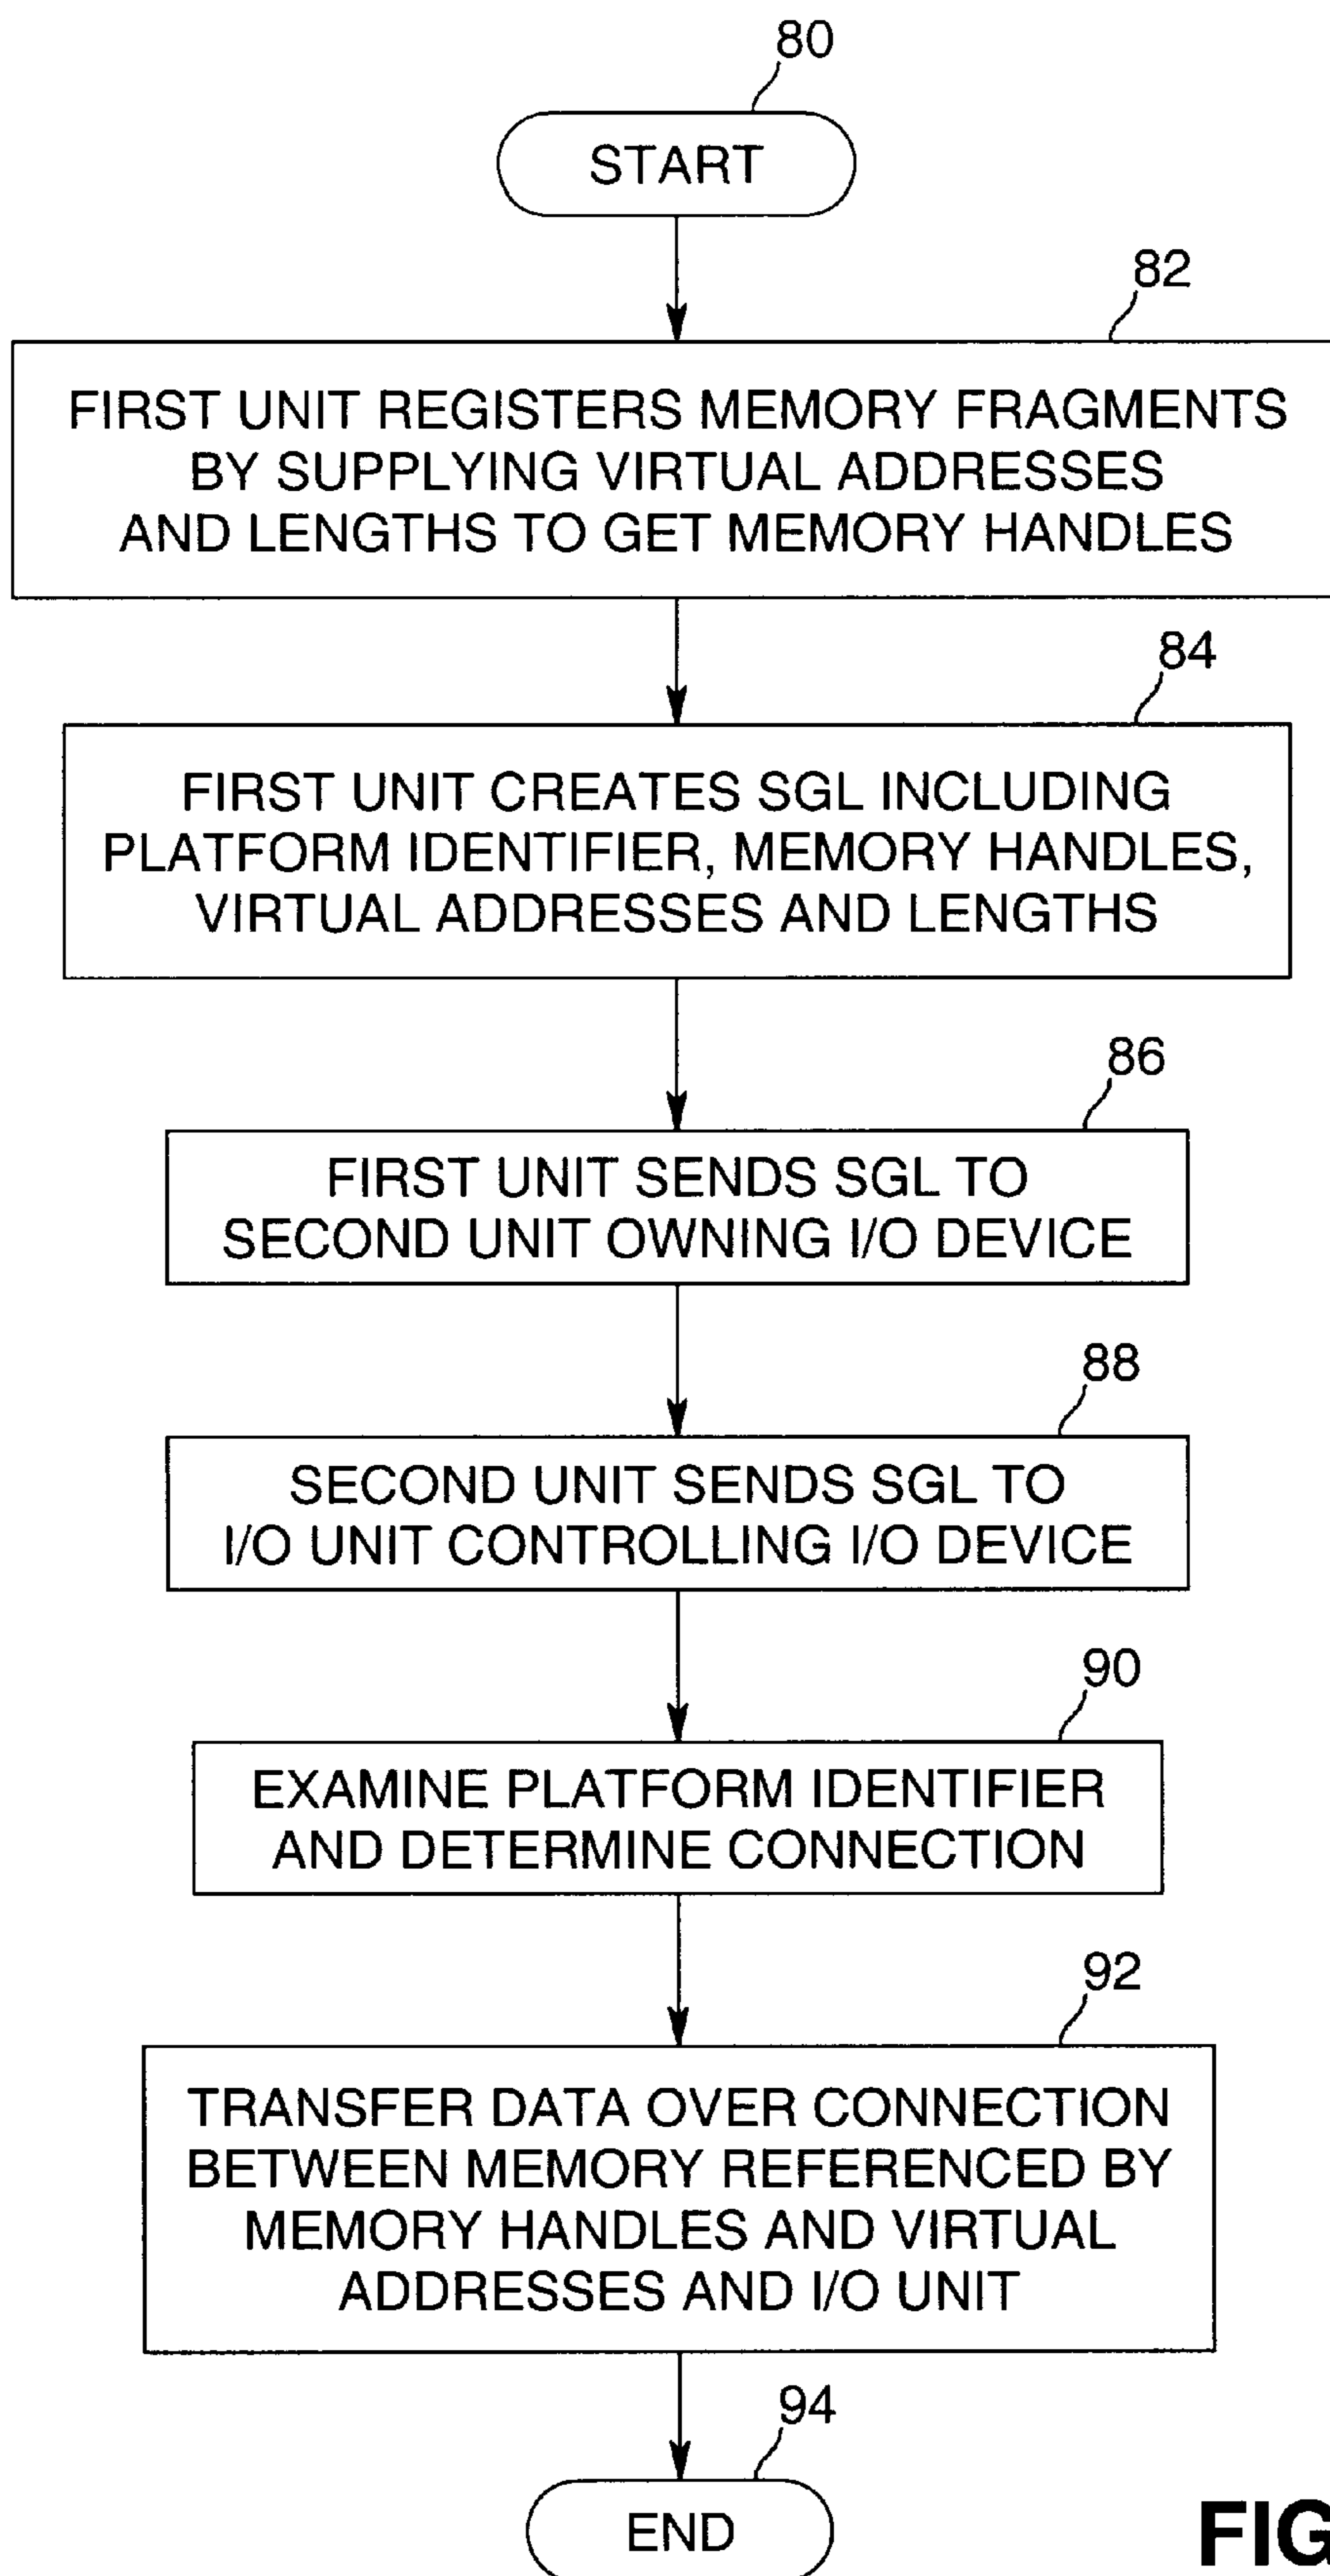 80
START
82
FIRST UNIT REGISTERS MEMORY FRAGMENTS
BY SUPPLYING VIRTUAL ADDRESSES
AND LENGTHS TO GET MEMORY HANDLES
84
FIRST UNIT CREATES SGL INCLUDING
PLATFORM IDENTIFIER, MEMORY HANDLES,
VIRTUAL ADDRESSES AND LENGTHS
86
FIRST UNIT SENDS SGL TO
SECOND UNIT OWNING I/O DEVICE
88
SECOND UNIT SENDS SGL TO
I/O UNIT CONTROLLING I/O DEVICE
90
EXAMINE PLATFORM IDENTIFIER
AND DETERMINE CONNECTION
92
TRANSFER DATA OVER CONNECTION
BETWEEN MEMORY REFERENCED BY
MEMORY HANDLES AND VIRTUAL
ADDRESSES AND I/O UNIT
94
END
FIG